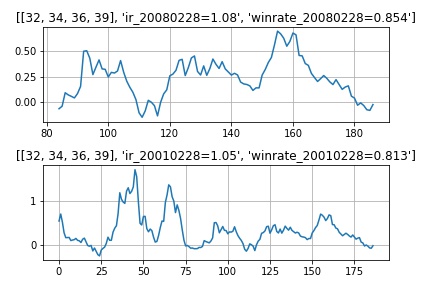 [[32, 34, 36, 39], 'ir_20080228=1.08', 'winrate_20080228=0.854']
0.50
0.25
0.00
80 100 120 140 160 180
[[32, 34, 36, 39], 'ir_20010228=1.05', 'winrate_20010228=0.813']
1
0
0 25 50 75 100 125 150 175